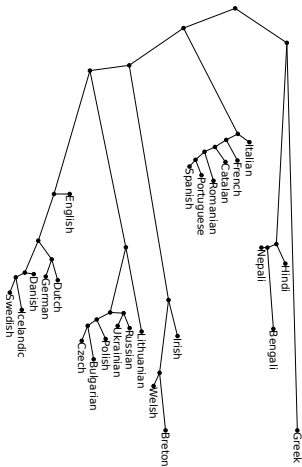 English
Swedish
Icelandic
Danish
German
Dutch
Czech
Bulgarian
Polish
Ukrainian
Russian
Lithuanian
Welsh
Breton
Irish
Spanish
Portuguese
Romanian
Catalan
French
Italian
Nepali
Bengali
Hindi
Greek